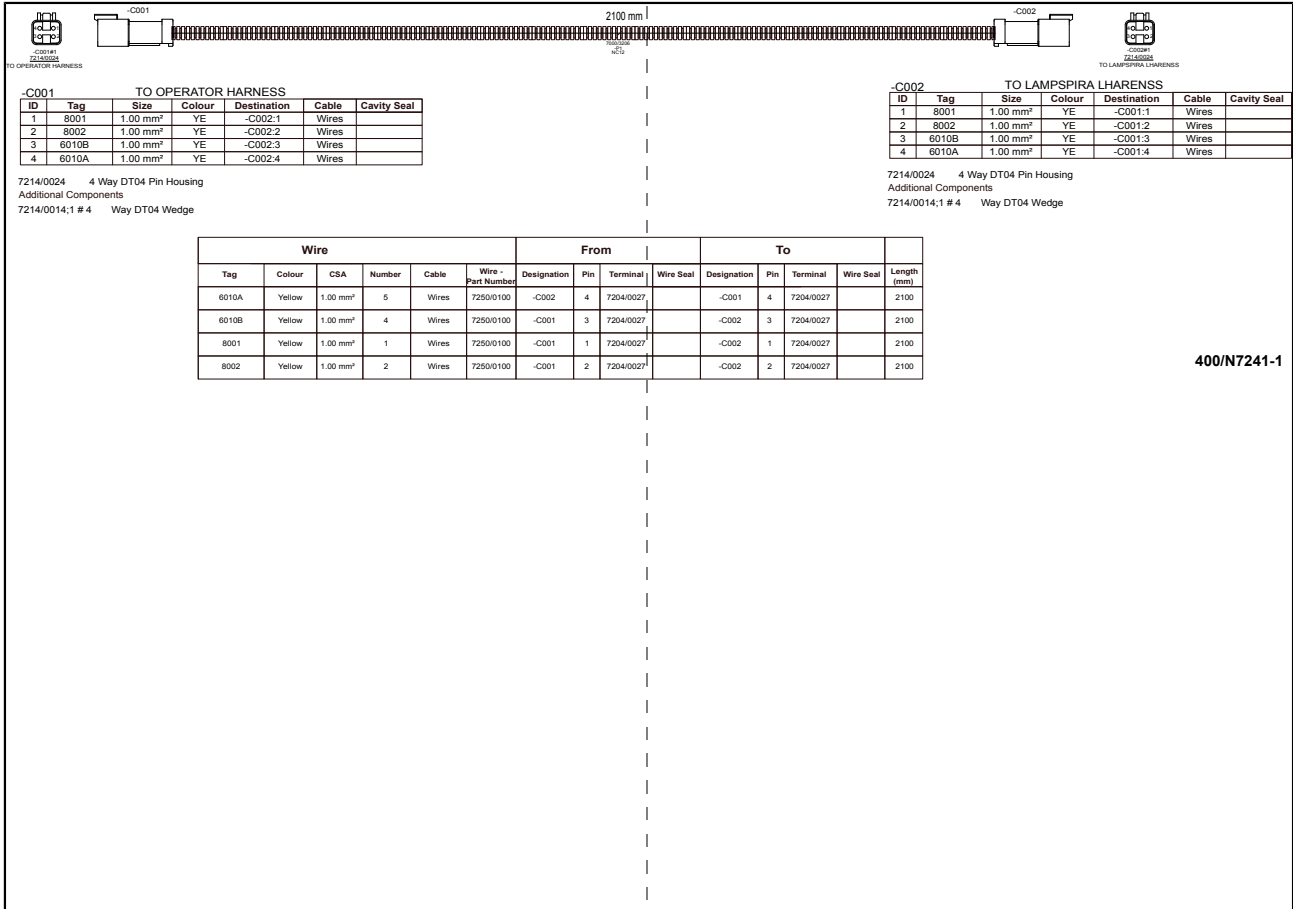 -C001
2100 mm
-C002
7000/3206
-P1
NC12
-C001#1
7214/0024
TO OPERATOR HARNESS
-C002#1
7214/0024
TO LAMPSPIRA LHARENSS
-C001 TO OPERATOR HARNESS
ID Tag Size Colour Destination Cable Cavity Seal
1 8001 1.00 mm² YE -C002:1 Wires
2 8002 1.00 mm² YE -C002:2 Wires
3 6010B 1.00 mm² YE -C002:3 Wires
4 6010A 1.00 mm² YE -C002:4 Wires
7214/0024 4 Way DT04 Pin Housing
Additional Components
7214/0014;1 # 4 Way DT04 Wedge
-C002 TO LAMPSPIRA LHARENSS
ID Tag Size Colour Destination Cable Cavity Seal
1 8001 1.00 mm² YE -C001:1 Wires
2 8002 1.00 mm² YE -C001:2 Wires
3 6010B 1.00 mm² YE -C001:3 Wires
4 6010A 1.00 mm² YE -C001:4 Wires
7214/0024 4 Way DT04 Pin Housing
Additional Components
7214/0014;1 # 4 Way DT04 Wedge
Wire From To
Tag Colour CSA Number Cable Wire - Part Number Designation Pin Terminal Wire Seal Designation Pin Terminal Wire Seal Length (mm)
6010A Yellow 1.00 mm² 5 Wires 7250/0100 -C002 4 7204/0027 -C001 4 7204/0027 2100
6010B Yellow 1.00 mm² 4 Wires 7250/0100 -C001 3 7204/0027 -C002 3 7204/0027 2100
8001 Yellow 1.00 mm² 1 Wires 7250/0100 -C001 1 7204/0027 -C002 1 7204/0027 2100
8002 Yellow 1.00 mm² 2 Wires 7250/0100 -C001 2 7204/0027 -C002 2 7204/0027 2100
400/N7241-1